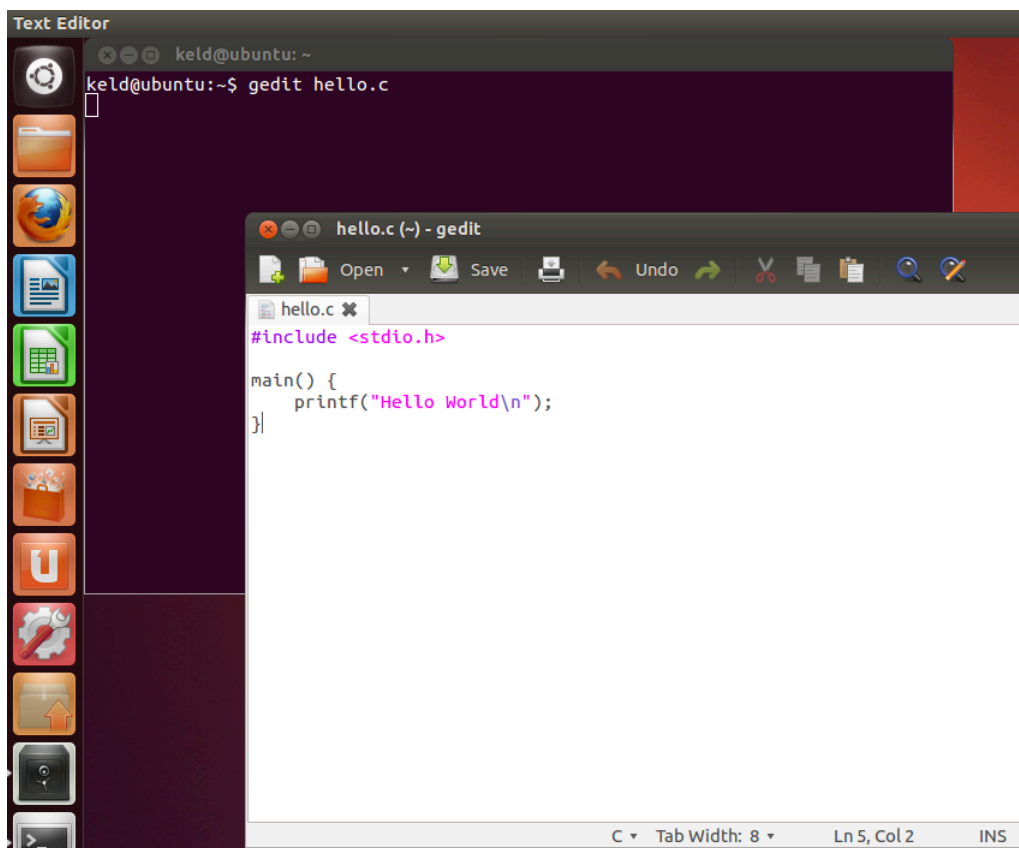 Text Editor
keld@ubuntu: ~
keld@ubuntu:~$ gedit hello.c
hello.c (~) - gedit
Open Save Undo
hello.c
#include <stdio.h>
main() {
    printf("Hello World\n");
}
C Tab Width: 8 Ln 5, Col 2 INS